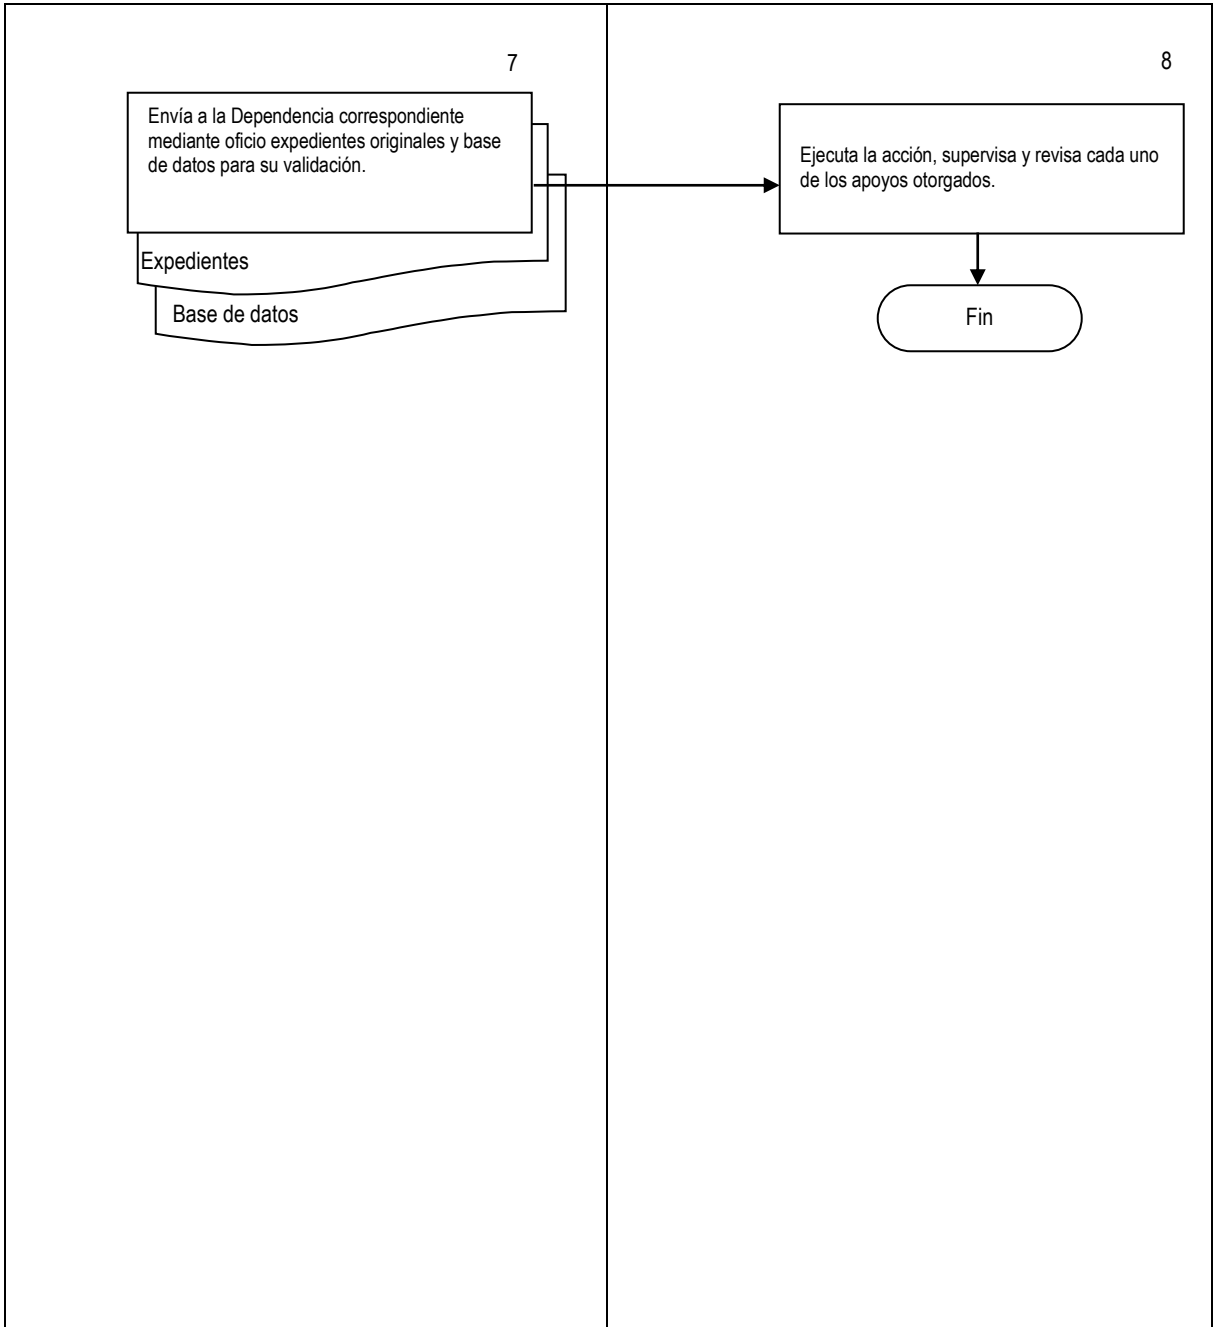 7
Envía a la Dependencia correspondiente
mediante oficio expedientes originales y base
de datos para su validación.
Expedientes
Base de datos
8
Ejecuta la acción, supervisa y revisa cada uno
de los apoyos otorgados.
Fin